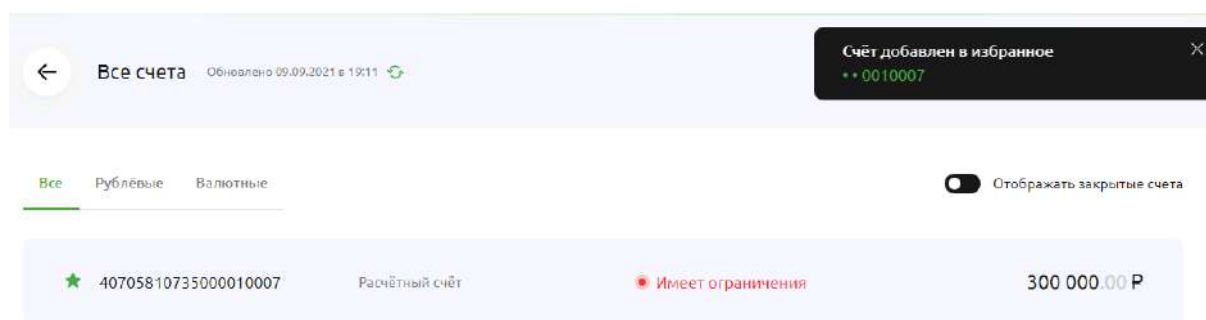 Счёт добавлен в избранное
•• 0010007
Все счета Обновлено 09.09.2021 в 19:11
Все Рублёвые Валютные
Отображать закрытые счета
40705810735000010007 Расчётный счёт Имеет ограничения 300 000.00 ₽